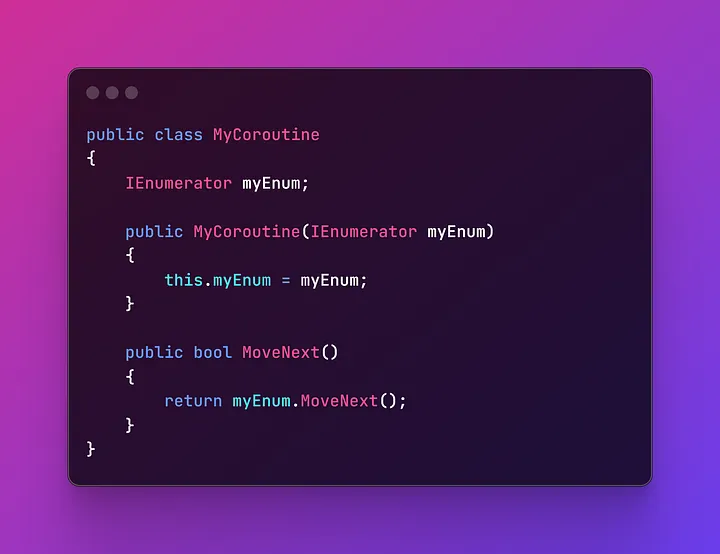 public class MyCoroutine
{
    IEnumerator myEnum;

    public MyCoroutine(IEnumerator myEnum)
    {
        this.myEnum = myEnum;
    }

    public bool MoveNext()
    {
        return myEnum.MoveNext();
    }
}